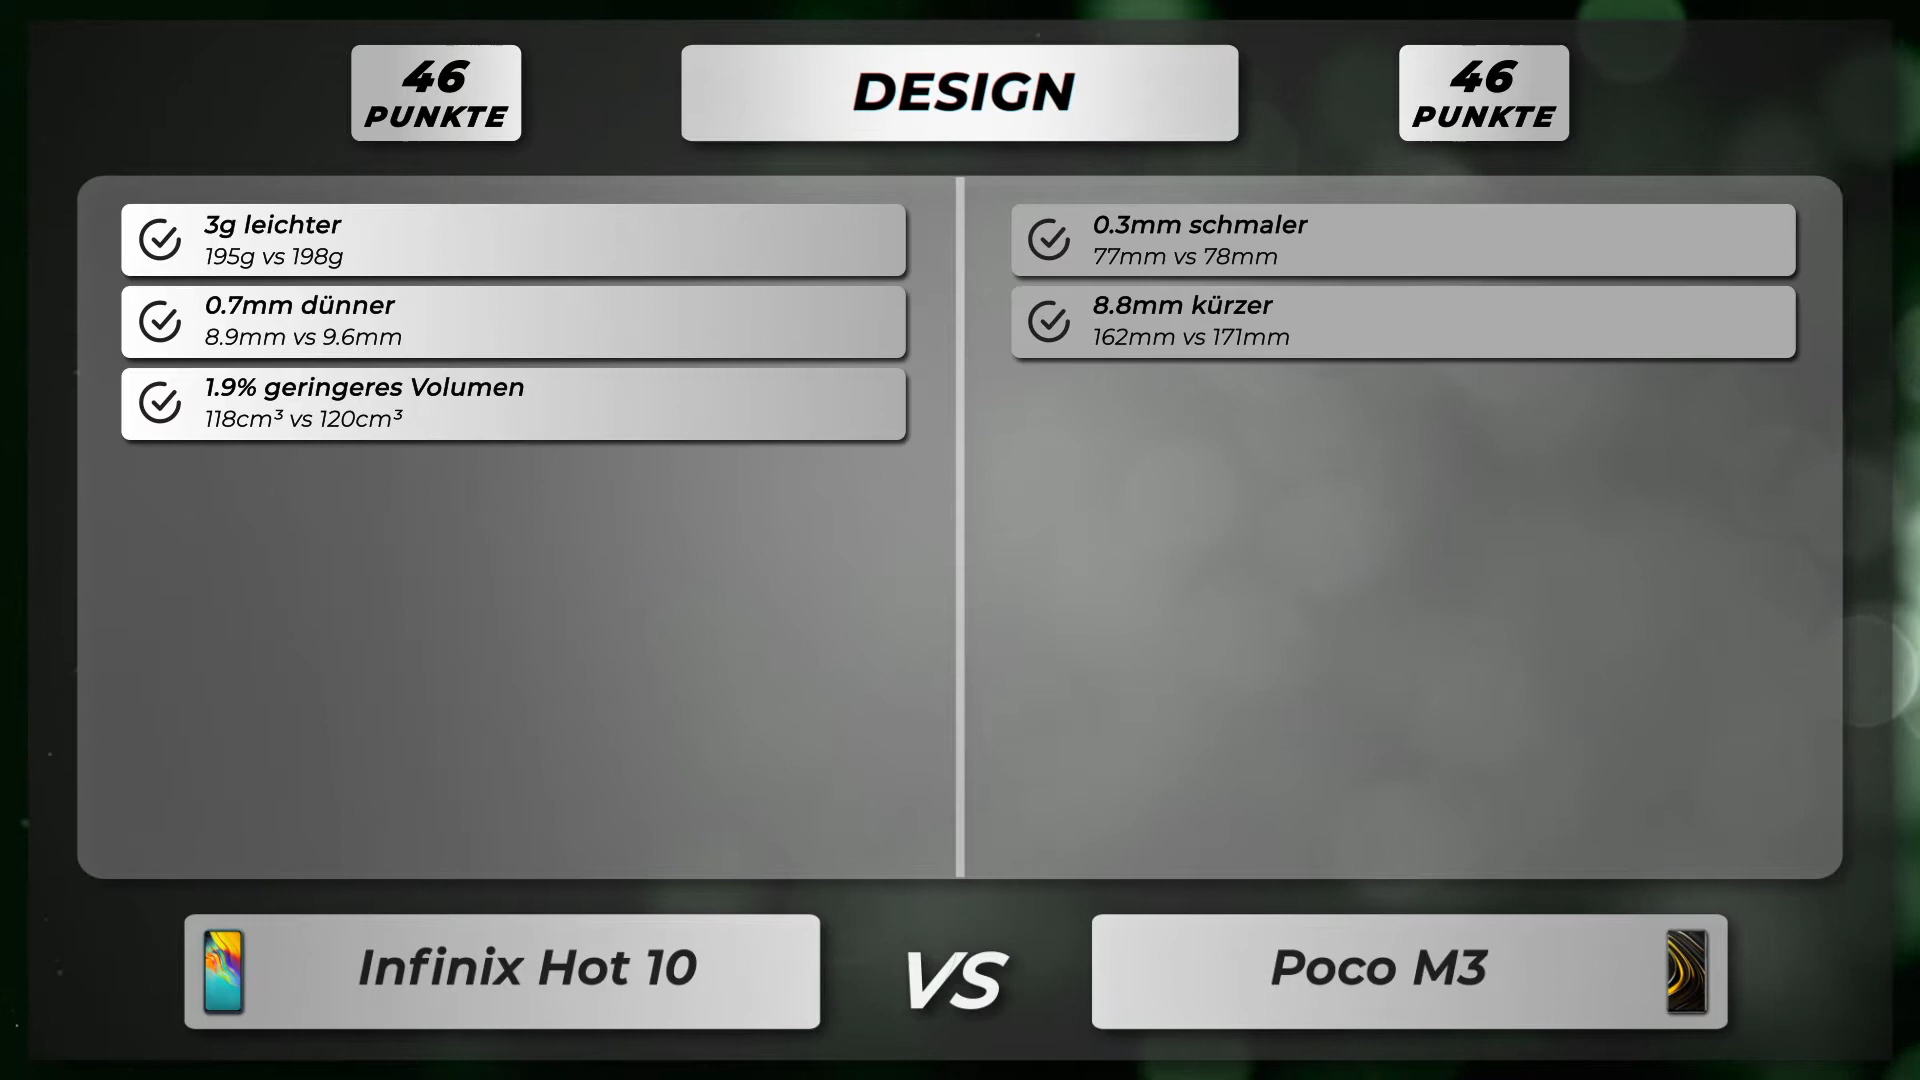 46
PUNKTE
DESIGN
46
PUNKTE
3g leichter
195g vs 198g
0.7mm dünner
8.9mm vs 9.6mm
1.9% geringeres Volumen
118cm³ vs 120cm³
0.3mm schmaler
77mm vs 78mm
8.8mm kürzer
162mm vs 171mm
Infinix Hot 10
VS
Poco M3